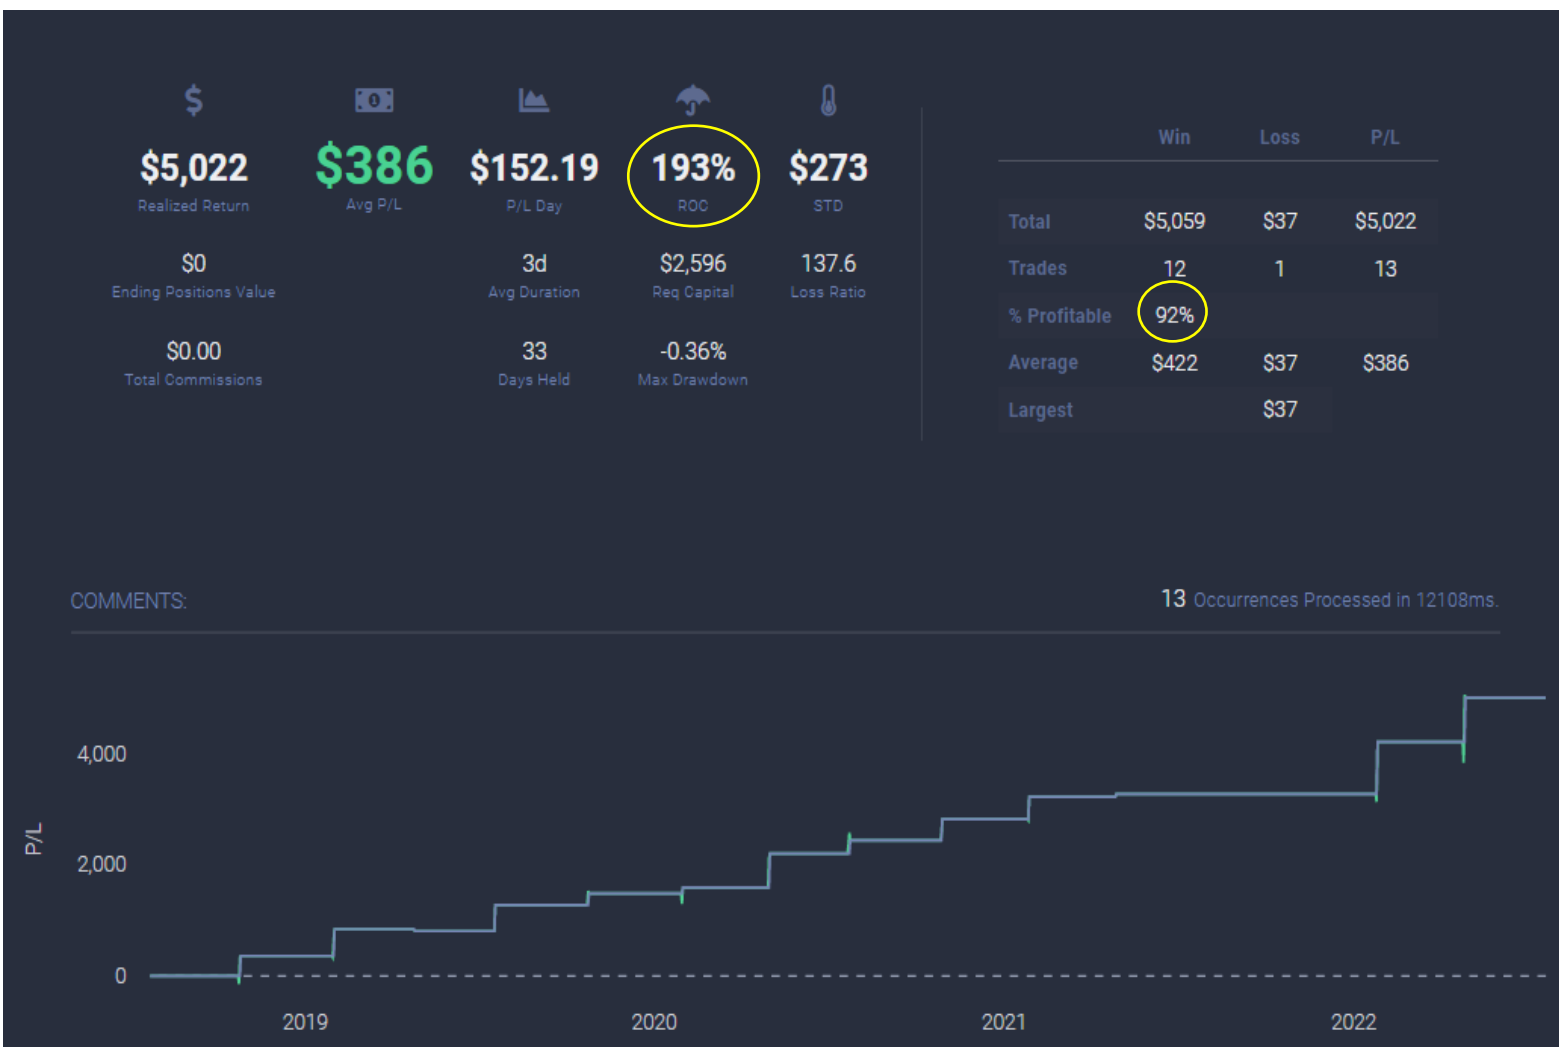 $5,022 $386 $152.19 193% $273
Realized Return Avg P/L P/L Day ROC STD
$0 3d $2,596 137.6
Ending Positions Value Avg Duration Req Capital Loss Ratio
$0.00 33 -0.36%
Total Commissions Days Held Max Drawdown
Win Loss P/L
Total $5,059 $37 $5,022
Trades 12 1 13
% Profitable 92%
Average $422 $37 $386
Largest $37
COMMENTS: 13 Occurrences Processed in 12108ms.
4,000
P/L
2,000
0
2019 2020 2021 2022